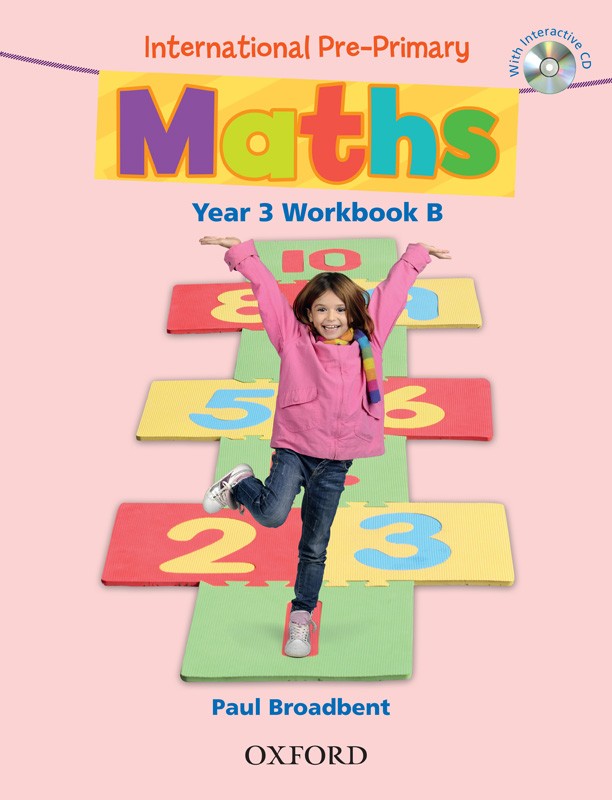 International Pre-Primary
With Interactive CD
Maths
Year 3 Workbook B
10
8 9
5 6
2 3
Paul Broadbent
OXFORD